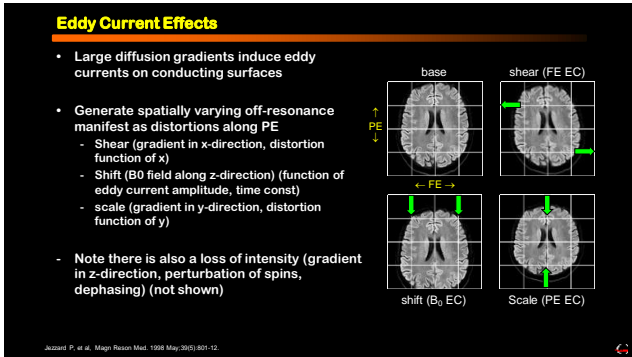 Eddy Current Effects
• Large diffusion gradients induce eddy
currents on conducting surfaces
• Generate spatially varying off-resonance
manifest as distortions along PE
- Shear (gradient in x-direction, distortion
function of x)
- Shift (B0 field along z-direction) (function of
eddy current amplitude, time const)
- scale (gradient in y-direction, distortion
function of y)
- Note there is also a loss of intensity (gradient
in z-direction, perturbation of spins,
dephasing) (not shown)
base
shear (FE EC)
↑
PE
↓
← FE →
shift (B₀ EC)
Scale (PE EC)
Jezzard P, et al, Magn Reson Med. 1998 May;39(5):801-12.